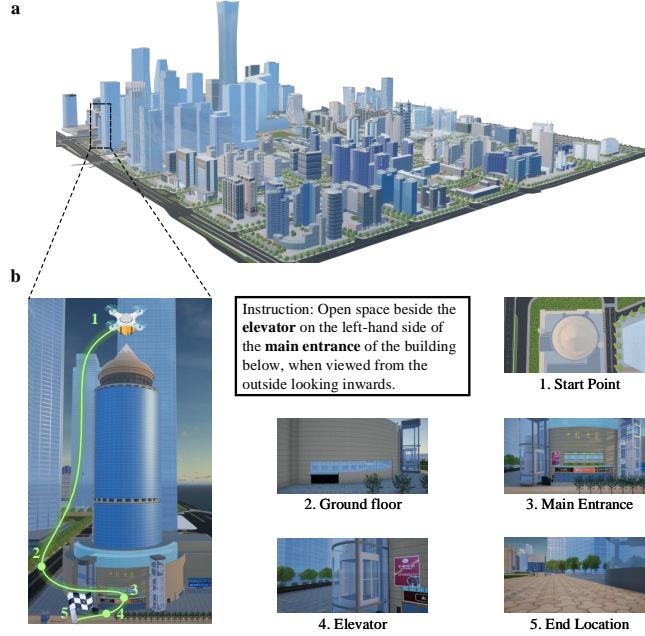 a
b
1
2
3
4
5
Instruction: Open space beside the
elevator on the left-hand side of
the main entrance of the building
below, when viewed from the
outside looking inwards.
1. Start Point
2. Ground floor
3. Main Entrance
4. Elevator
5. End Location